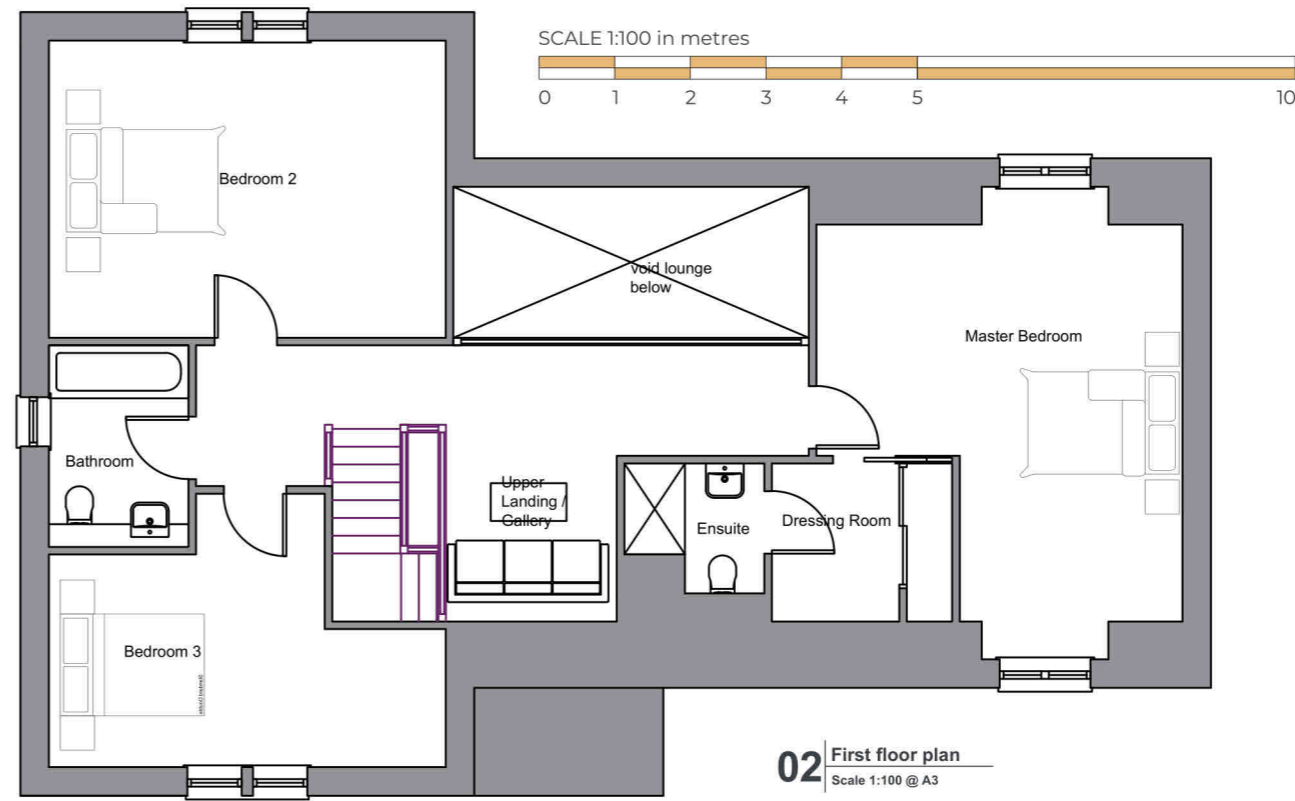 SCALE 1:100 in metres
0 1 2 3 4 5 10
Bedroom 2
void lounge
below
Master Bedroom
Bathroom
Upper
Landing /
Gallery
Ensuite
Dressing Room
Bedroom 3
02
First floor plan
Scale 1:100 @ A3